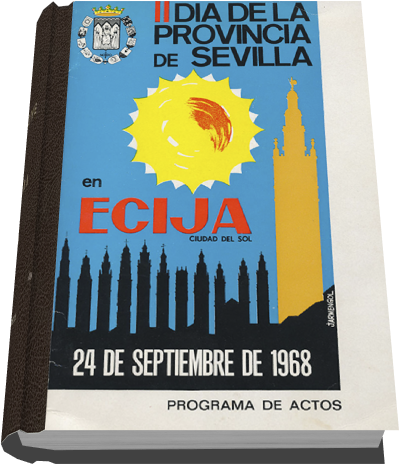 II DIA DE LA
PROVINCIA
DE SEVILLA
en
ECIJA
CIUDAD DEL SOL
J.ARMENGOL
24 DE SEPTIEMBRE DE 1968
PROGRAMA DE ACTOS